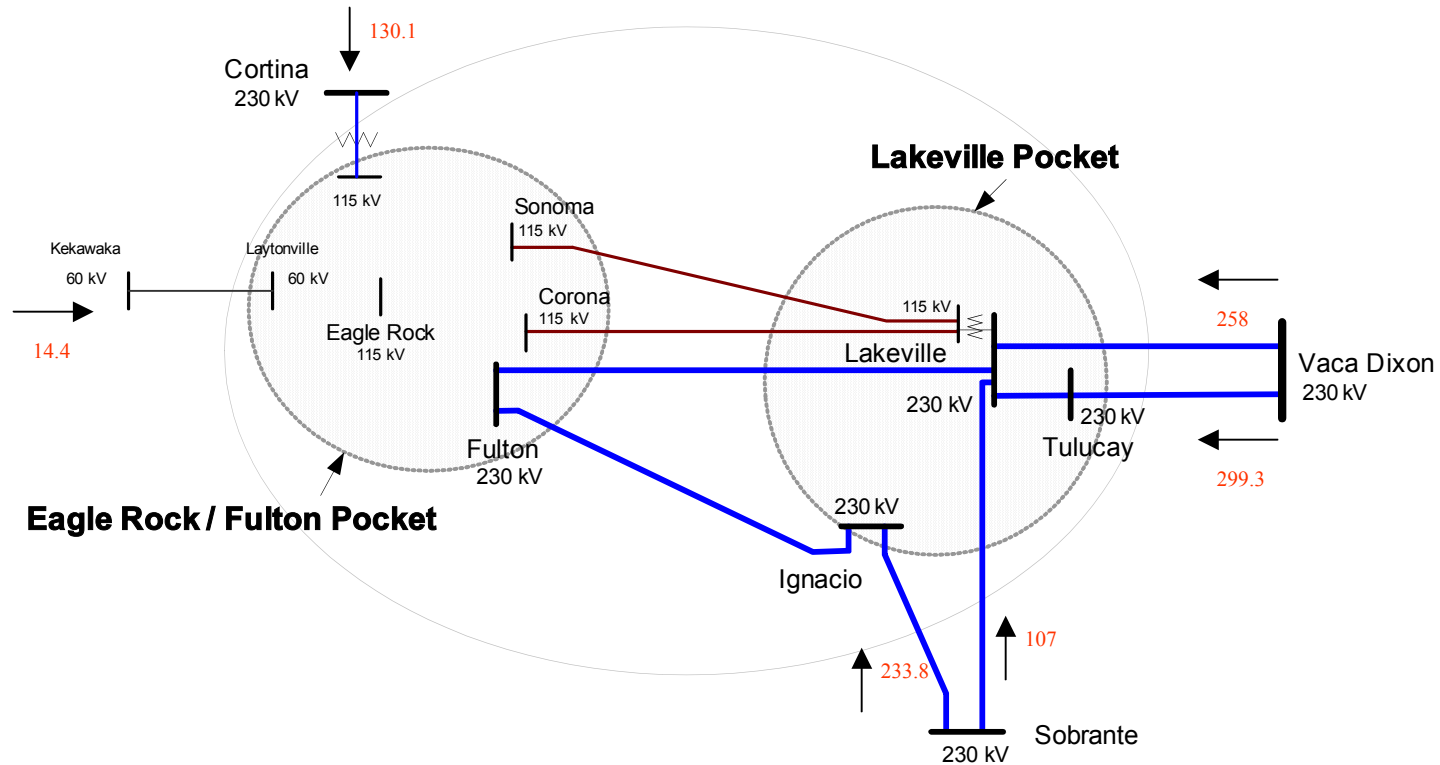 130.1
Cortina
230 kV
Lakeville Pocket
115 kV
Sonoma
115 kV
Kekawaka
60 kV
Laytonville
60 kV
14.4
Eagle Rock
115 kV
Corona
115 kV
115 kV
Lakeville
230 kV
258
Vaca Dixon
230 kV
230 kV
Tulucay
299.3
Fulton
230 kV
Eagle Rock / Fulton Pocket
230 kV
Ignacio
233.8
107
Sobrante
230 kV